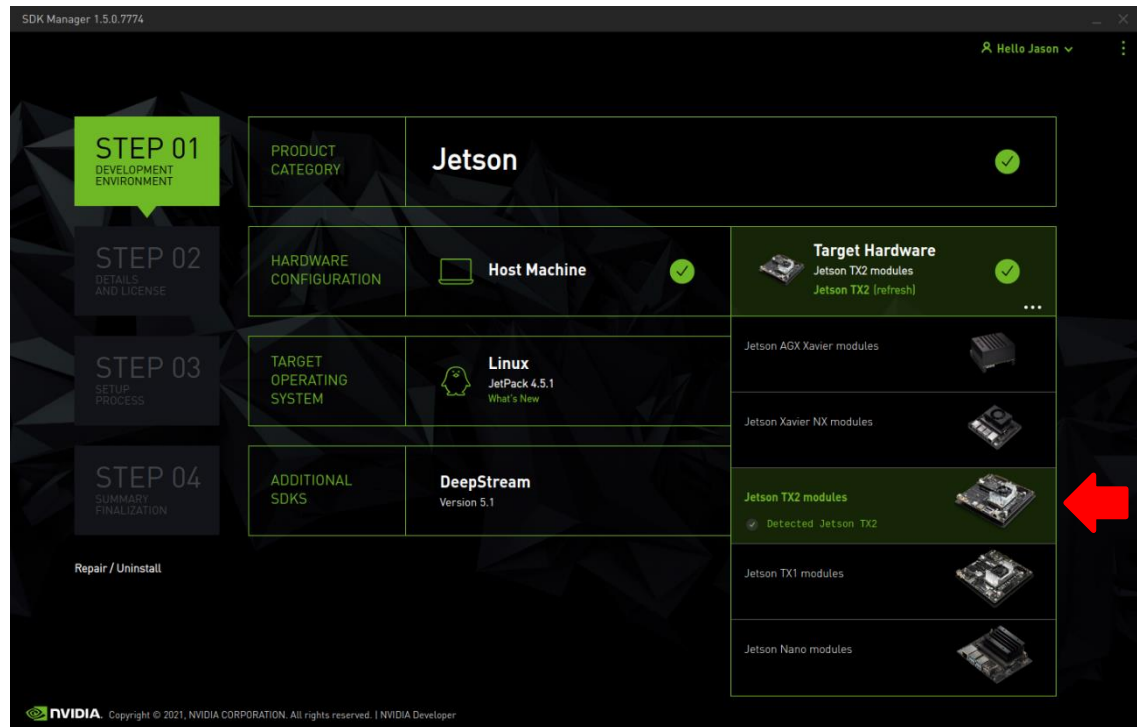 SDK Manager 1.5.0.7774
Hello Jason
STEP 01
DEVELOPMENT
ENVIRONMENT
PRODUCT
CATEGORY
Jetson
STEP 02
DETAILS
AND LICENSE
HARDWARE
CONFIGURATION
Host Machine
Target Hardware
Jetson TX2 modules
Jetson TX2 (refresh)
...
Jetson AGX Xavier modules
STEP 03
SETUP
PROCESS
TARGET
OPERATING
SYSTEM
Linux
JetPack 4.5.1
What's New
Jetson Xavier NX modules
STEP 04
SUMMARY
FINALIZATION
ADDITIONAL
SDKS
DeepStream
Version 5.1
Jetson TX2 modules
Detected Jetson TX2
Jetson TX1 modules
Jetson Nano modules
Repair / Uninstall
NVIDIA. Copyright © 2021, NVIDIA CORPORATION. All rights reserved. | NVIDIA Developer